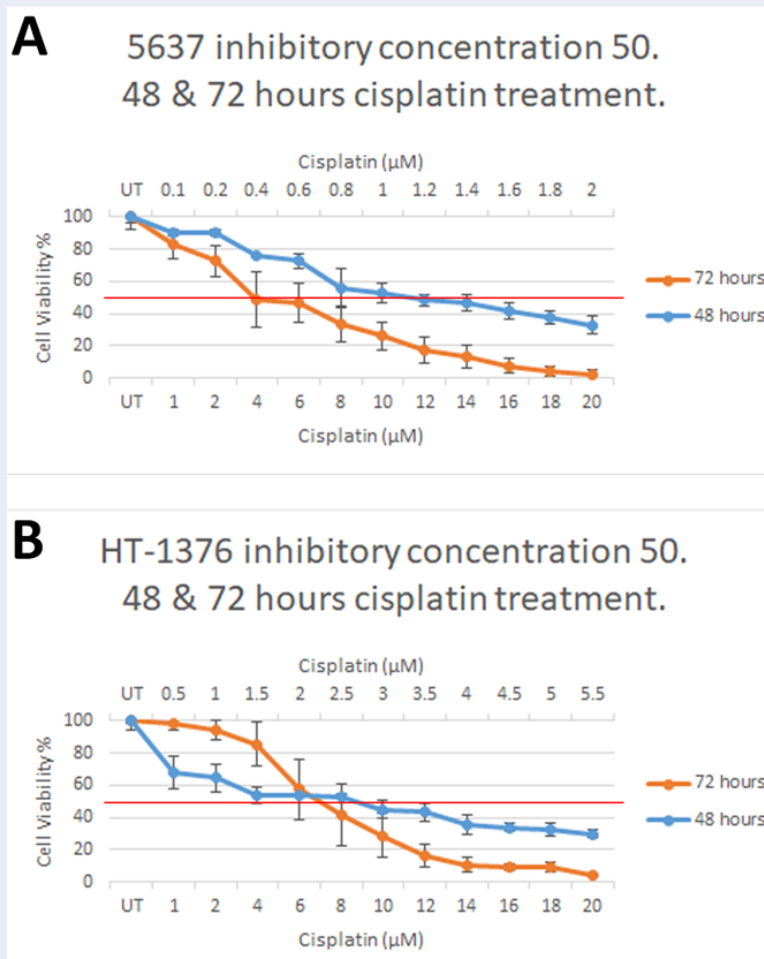 A
5637 inhibitory concentration 50.
48 & 72 hours cisplatin treatment.
Cisplatin (µM)
UT 0.1 0.2 0.4 0.6 0.8 1 1.2 1.4 1.6 1.8 2
Cell Viability%
100
80
60
40
20
0
72 hours
48 hours
UT 1 2 4 6 8 10 12 14 16 18 20
Cisplatin (µM)
B
HT-1376 inhibitory concentration 50.
48 & 72 hours cisplatin treatment.
Cisplatin (µM)
UT 0.5 1 1.5 2 2.5 3 3.5 4 4.5 5 5.5
Cell Viability%
100
80
60
40
20
0
72 hours
48 hours
UT 1 2 4 6 8 10 12 14 16 18 20
Cisplatin (µM)